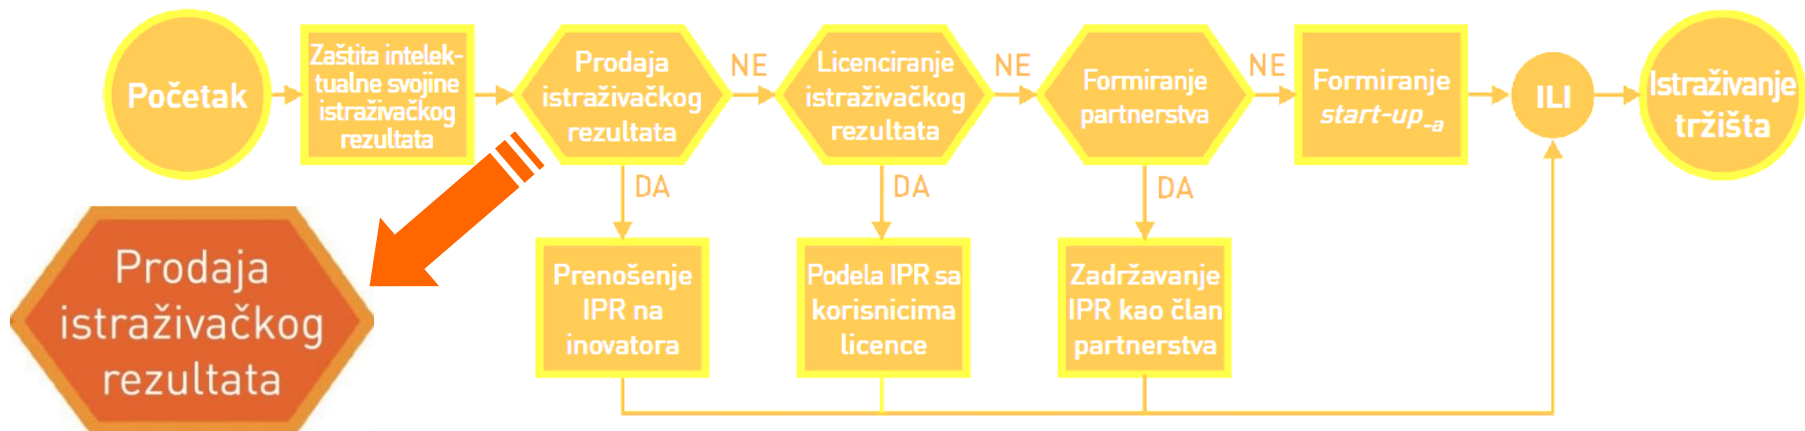 Početak
Zaštita intelek-
tualne svojine
istraživačkog
rezultata
Prodaja
istraživačkog
rezultata
NE
Licenciranje
istraživačkog
rezultata
NE
Formiranje
partnerstva
NE
Formiranje
start-up-a
ILI
Istraživanje
tržišta
DA
DA
DA
Prenošenje
IPR na
inovatora
Podela IPR sa
korisnicima
licence
Zadržavanje
IPR kao član
partnerstva
Prodaja
istraživačkog
rezultata